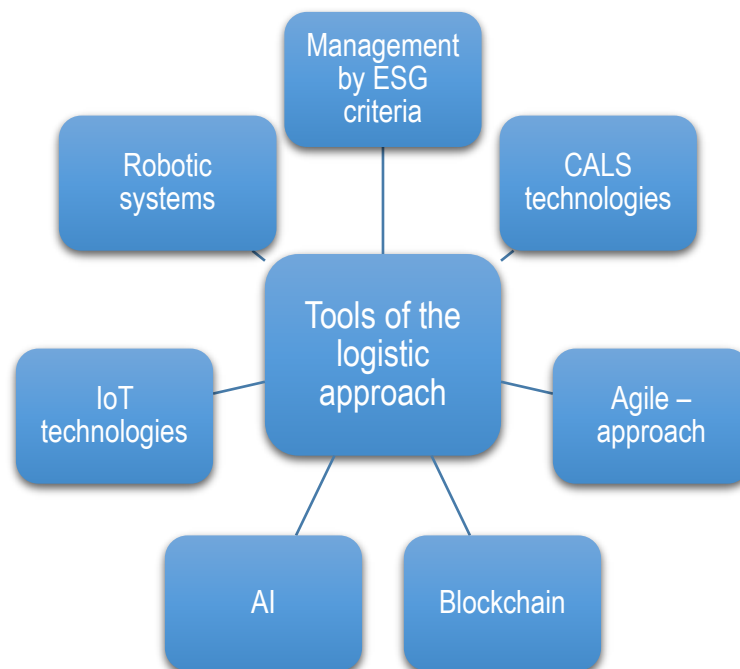 Management
by ESG
criteria
Robotic
systems
CALS
technologies
Tools of the
logistic
approach
IoT
technologies
Agile –
approach
AI
Blockchain